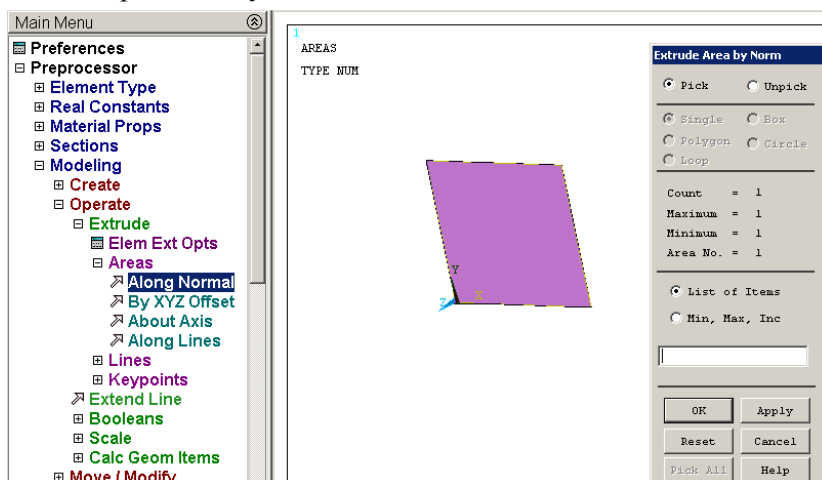 Main Menu
Preferences
Preprocessor
Element Type
Real Constants
Material Props
Sections
Modeling
Create
Operate
Extrude
Elem Ext Opts
Areas
Along Normal
By XYZ Offset
About Axis
Along Lines
Lines
Keypoints
Extend Line
Booleans
Scale
Calc Geom Items
Move / Modify
1
AREAS
TYPE NUM
Y
Z X
Extrude Area by Norm
Pick Unpick
Single Box
Polygon Circle
Loop
Count = 1
Maximum = 1
Minimum = 1
Area No. = 1
List of Items
Min, Max, Inc
OK Apply
Reset Cancel
Pick All Help